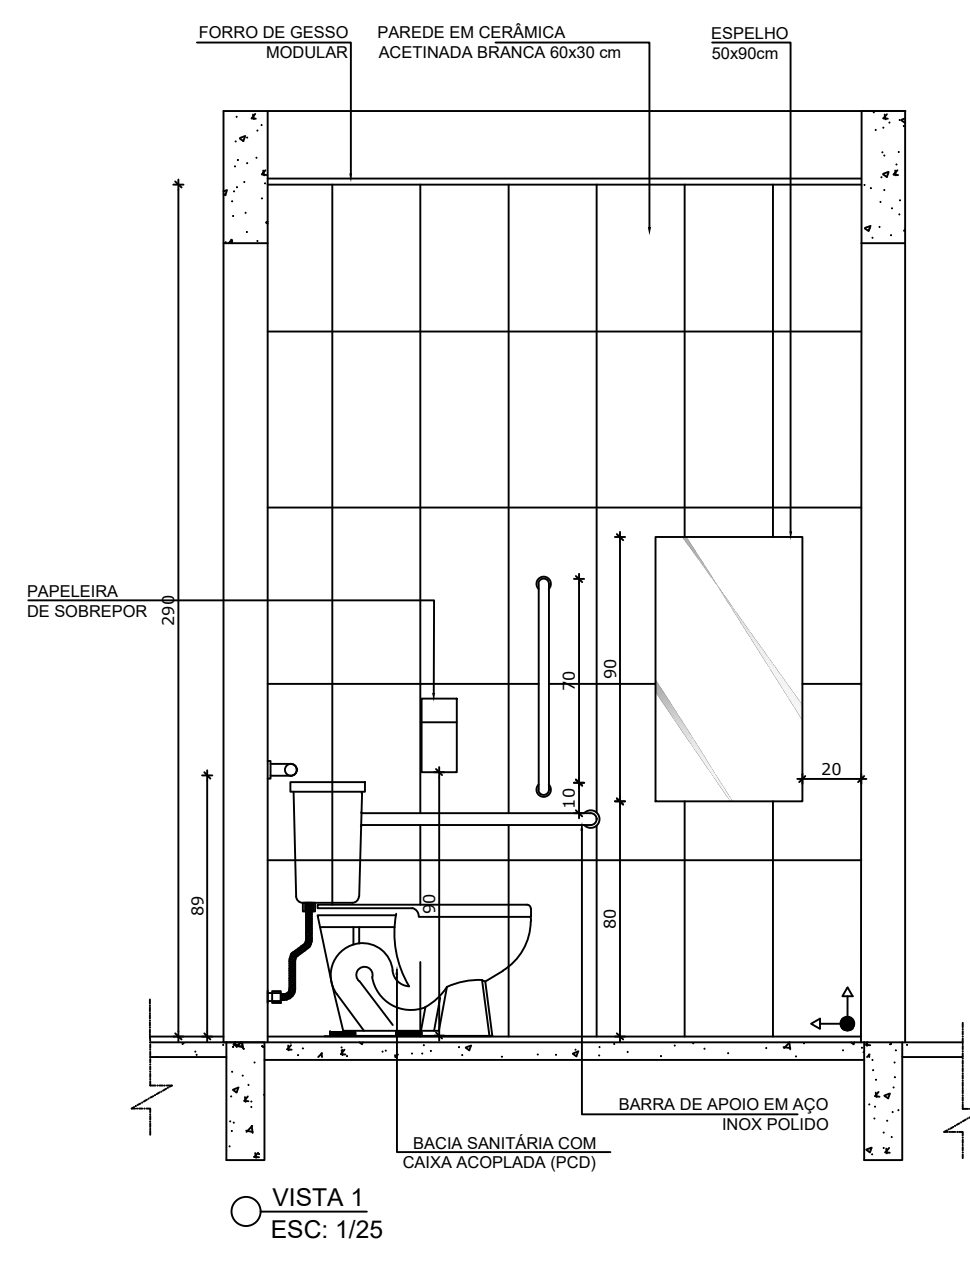 FORRO DE GESSO
MODULAR
PAREDE EM CERÂMICA
ACETINADA BRANCA 60x30 cm
ESPELHO
50x90cm
PAPELEIRA
DE SOBREPOR
290
70
90
20
10
89
90
80
BARRA DE APOIO EM AÇO
INOX POLIDO
BACIA SANITÁRIA COM
CAIXA ACOPLADA (PCD)
VISTA 1
ESC: 1/25